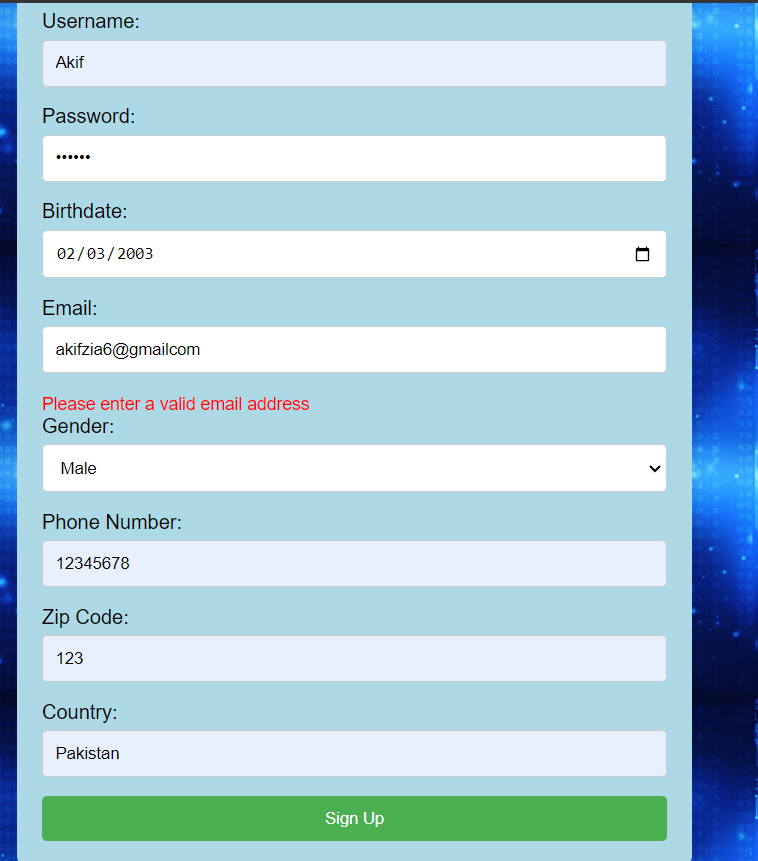 Username:
Akif
Password:
••••••
Birthdate:
02/03/2003
Email:
akifzia6@gmailcom
Please enter a valid email address
Gender:
Male
Phone Number:
12345678
Zip Code:
123
Country:
Pakistan
Sign Up